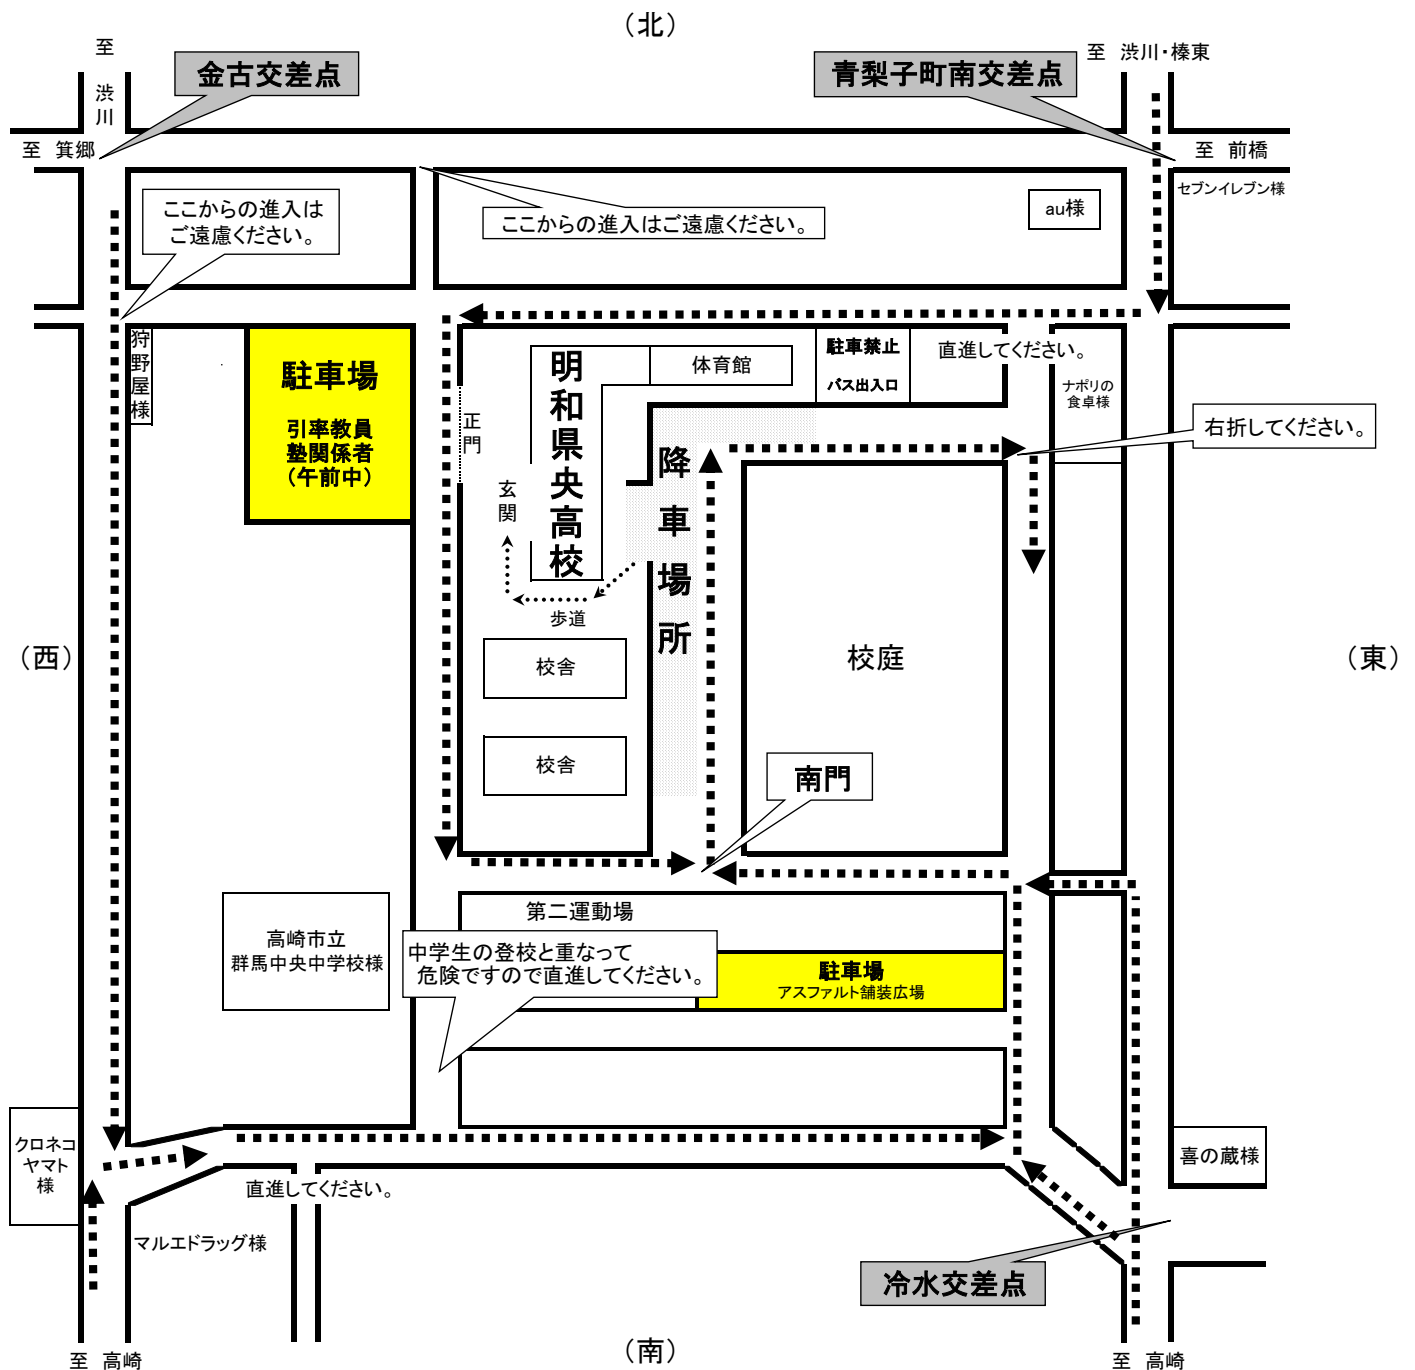 （北）
至
渋
川
金古交差点
青梨子町南交差点
至 渋川・榛東
至 箕郷
至 前橋
セブンイレブン様
ここからの進入は
ご遠慮ください。
ここからの進入はご遠慮ください。
au様
狩
野
屋
様
駐車場
引率教員
塾関係者
（午前中）
正
門
明
和
県
央
高
校
体育館
駐車禁止
バス出入口
直進してください。
ナポリの
食卓様
右折してください。
玄
関
降
車
場
所
歩道
校舎
校舎
校庭
（西）
（東）
南門
高崎市立
群馬中央中学校様
第二運動場
中学生の登校と重なって
危険ですので直進してください。
駐車場
アスファルト舗装広場
クロネコ
ヤマト
様
直進してください。
マルエドラッグ様
喜の蔵様
冷水交差点
至 高崎
（南）
至 高崎